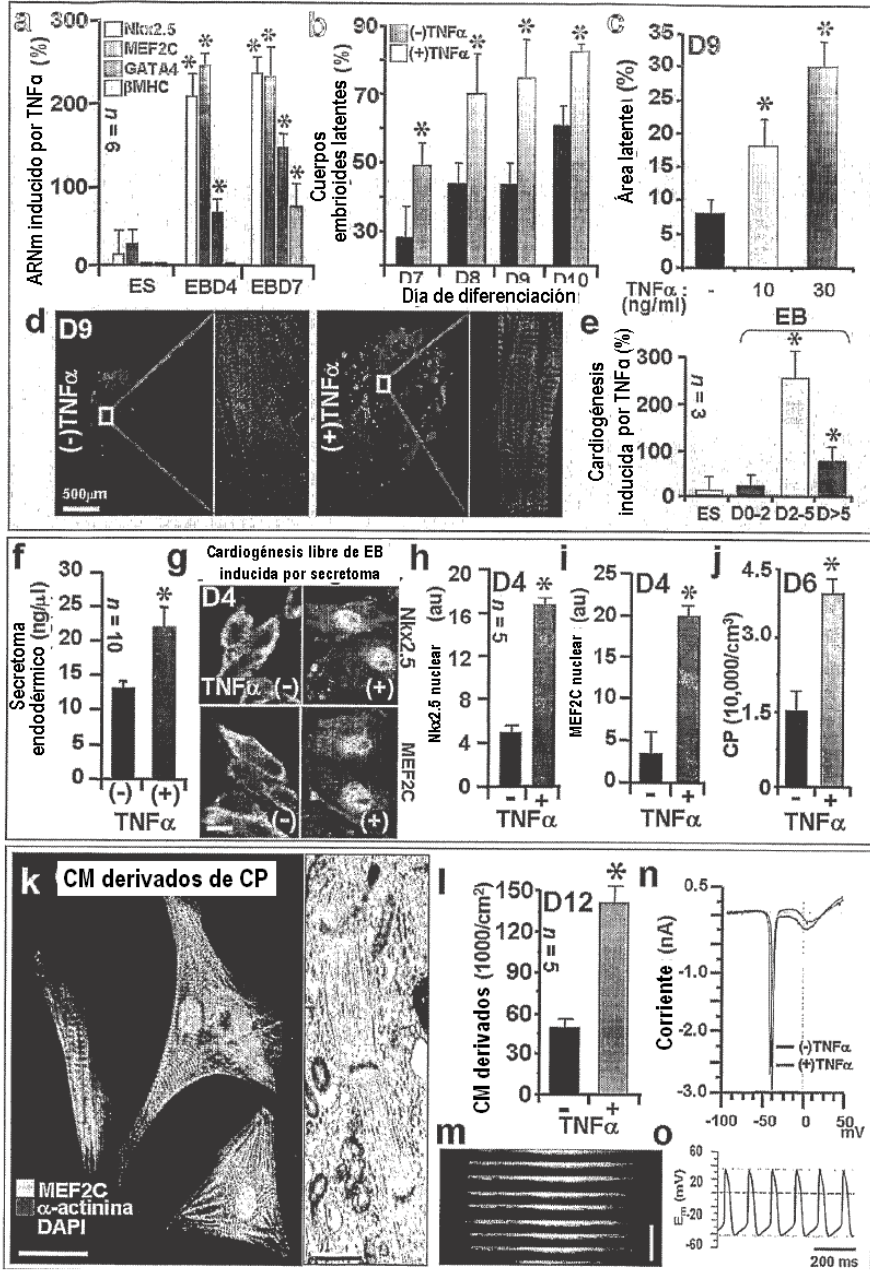 a
ARNm inducido por TNFα (%)
300
200
100
0
Nkx2.5
MEF2C
GATA4
βMHC
n = 6
* * * * * * *
ES EBD4 EBD7
b
Cuerpos
embrioides latentes (%)
90
70
50
30
(-)TNFα
(+)TNFα
* * * *
D7 D8 D9 D10
Día de diferenciación
c
D9
Área latente (%)
35
30
25
20
15
10
5
0
* *
TNFα : - 10 30
(ng/ml)
d
D9
(-)TNFα
500µm
(+)TNFα
e
EB
Cardiogénesis
inducida por TNFα (%)
300
200
100
0
n = 3
* *
ES D0-2 D2-5 D>5
f
Secretoma
endodérmico (ng/µl)
30
25
20
15
10
5
0
n = 10
*
(-) (+)
TNFα
g
Cardiogénesis libre de EB
inducida por secretoma
D4
TNFα (-) (+)
Nkx2.5
(-) (+)
MEF2C
h
D4
Nkx2.5 nuclear (au)
20
16
12
8
4
0
n = 5
*
- +
TNFα
i
D4
MEF2C nuclear (au)
25
20
15
10
5
0
*
- +
TNFα
j
D6
CP (10,000/cm³)
4.5
3.0
1.5
0
*
- +
TNFα
k
CM derivados de CP
MEF2C
α-actinina
DAPI
l
D12
CM derivados (1000/cm²)
150
120
90
60
30
0
n = 5
*
- +
TNFα
m
n
Corriente (nA)
0.5
-1.0
-2.0
-3.0
(-)TNFα
(+)TNFα
-100 -50 0 50
mV
o
Em (mV)
60
20
-20
-60
200 ms